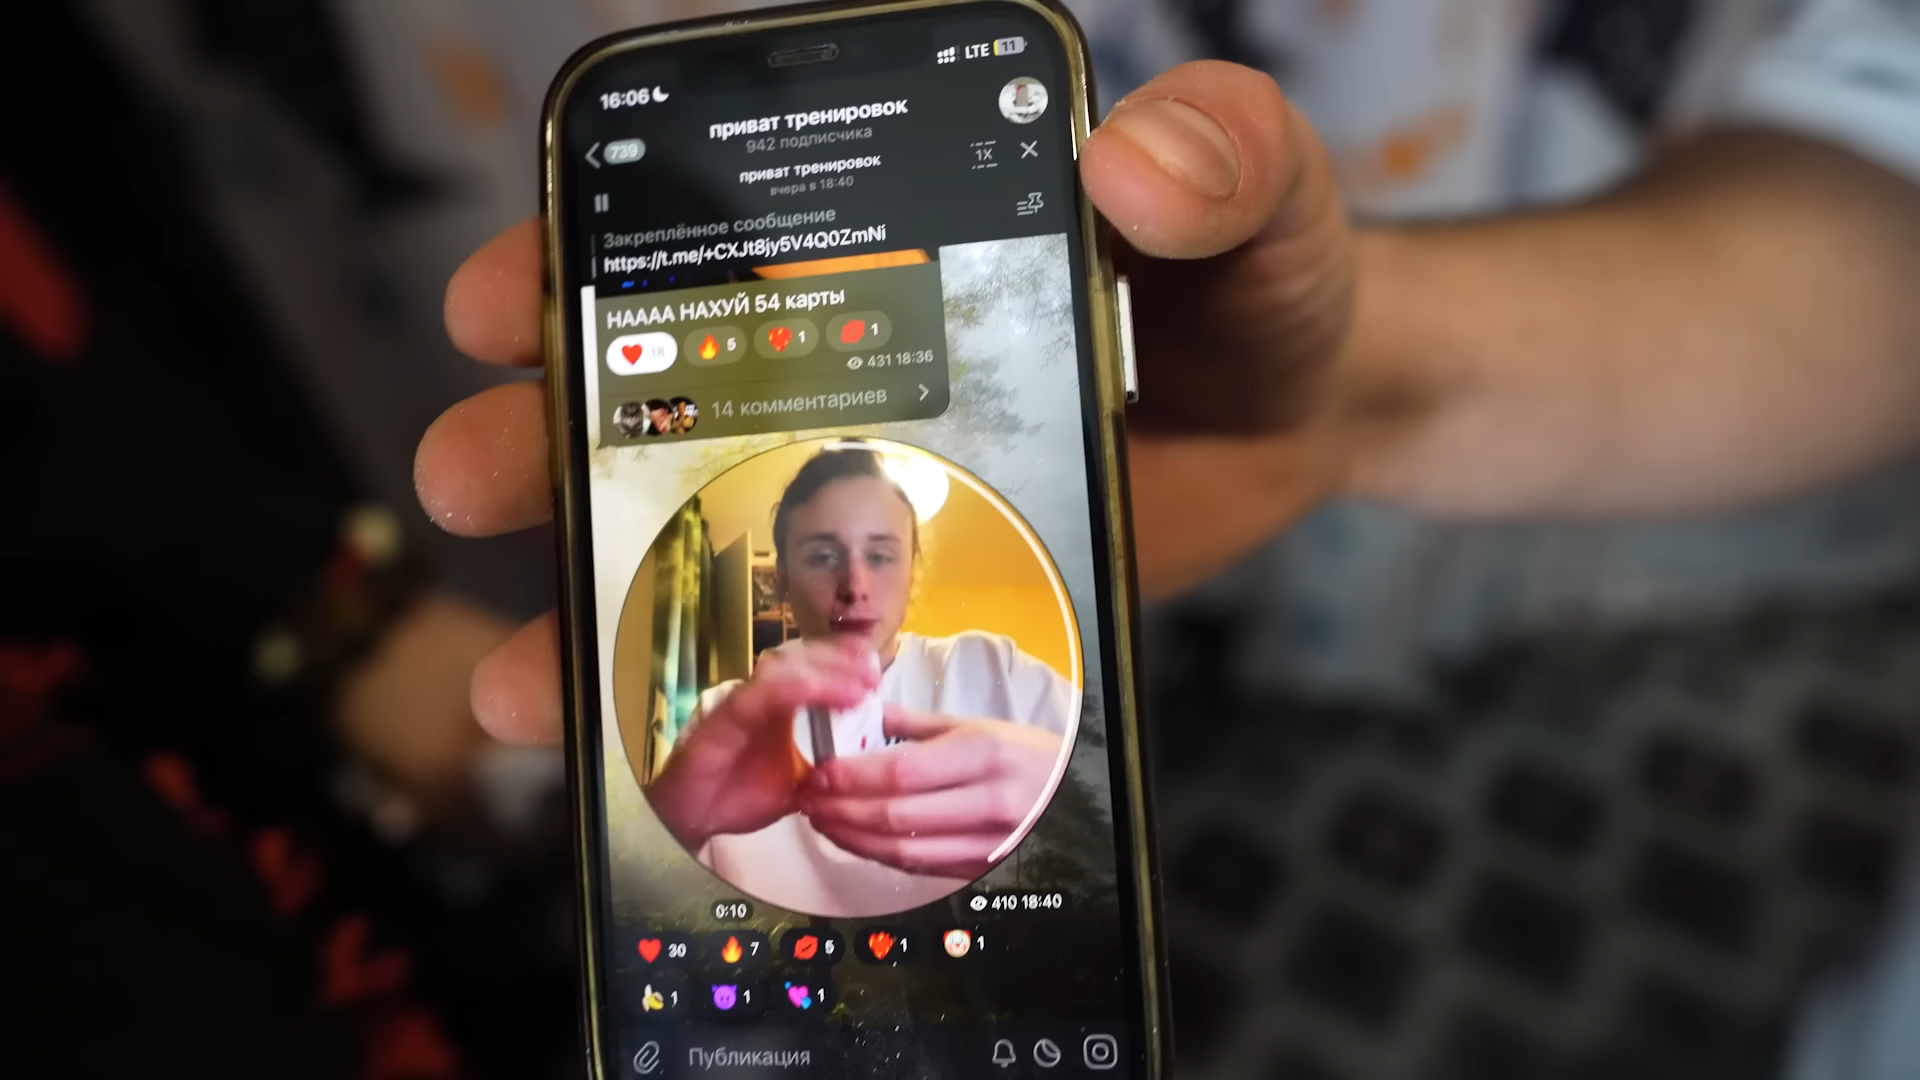 16:06
LTE 11
приват тренировок
942 подписчика
739
приват тренировок
вчера в 18:40
1X
Закреплённое сообщение
https://t.me/+CXJt8jy5V4Q0ZmNi
НАААА НАХУЙ 54 карты
18 5 1 1
431 18:36
14 комментариев
0:10
410 18:40
30 7 5 1 1
1 1 1
Публикация